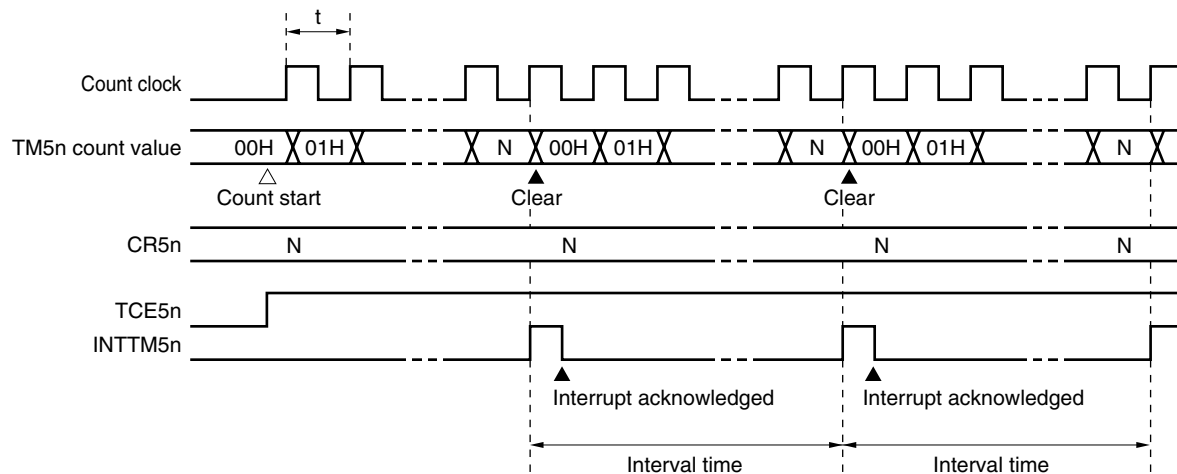 t
Count clock
TM5n count value 00H 01H N 00H 01H N 00H 01H N
Count start Clear Clear
CR5n N N N N
TCE5n
INTTM5n
Interrupt acknowledged Interrupt acknowledged
Interval time Interval time